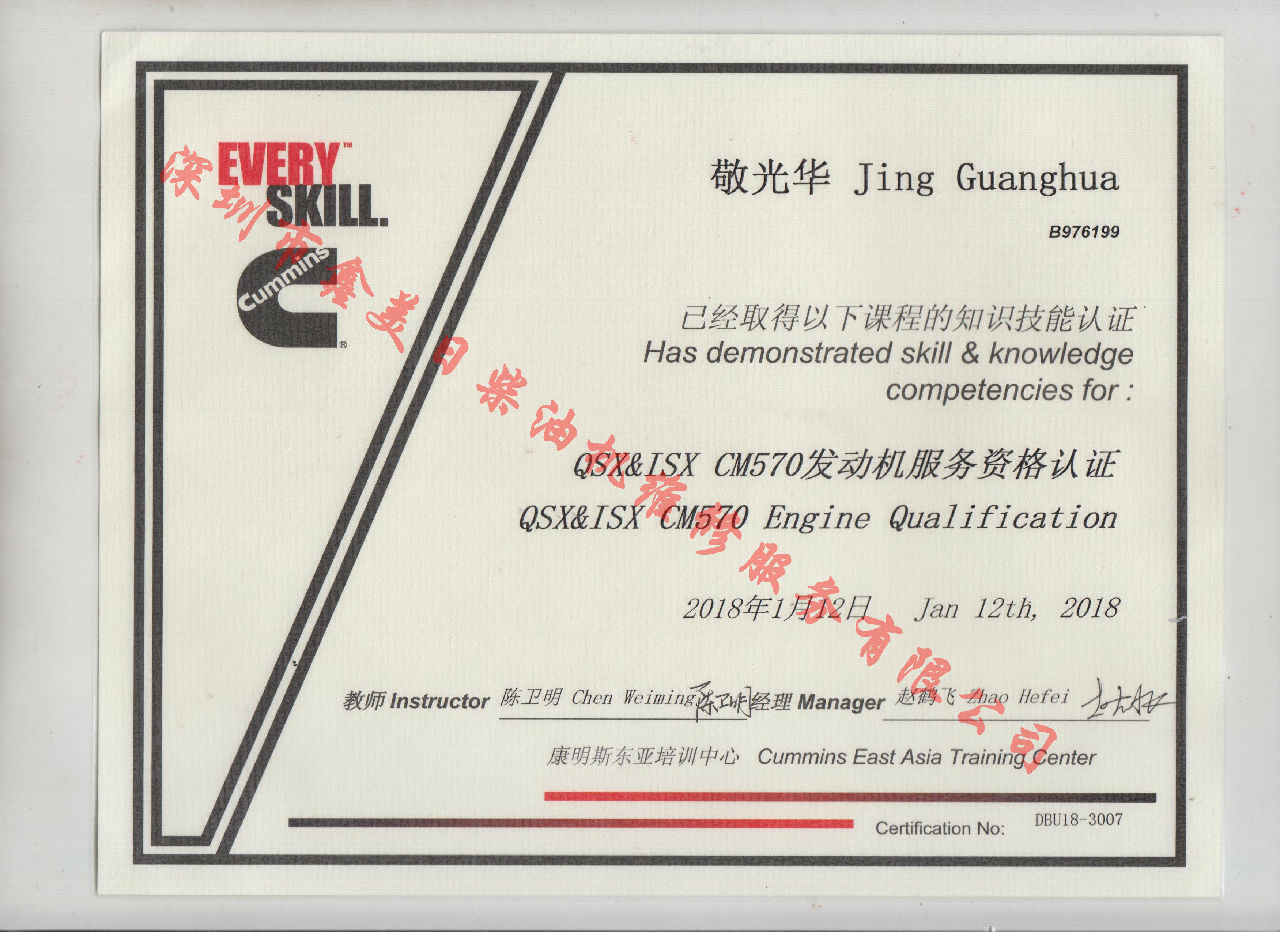 EVERY™
SKILL.
Cummins
®
敬光华 Jing Guanghua
B976199
已经取得以下课程的知识技能认证
Has demonstrated skill & knowledge
competencies for :
QSX&ISX CM570发动机服务资格认证
QSX&ISX CM570 Engine Qualification
2018年1月12日 Jan 12th, 2018
教师 Instructor 陈卫明 Chen Weiming 陈卫明 经理 Manager 赵鹤飞 Zhao Hefei
康明斯东亚培训中心 Cummins East Asia Training Center
Certification No: DBU18-3007
深圳市鑫美日柴油机维修服务有限公司